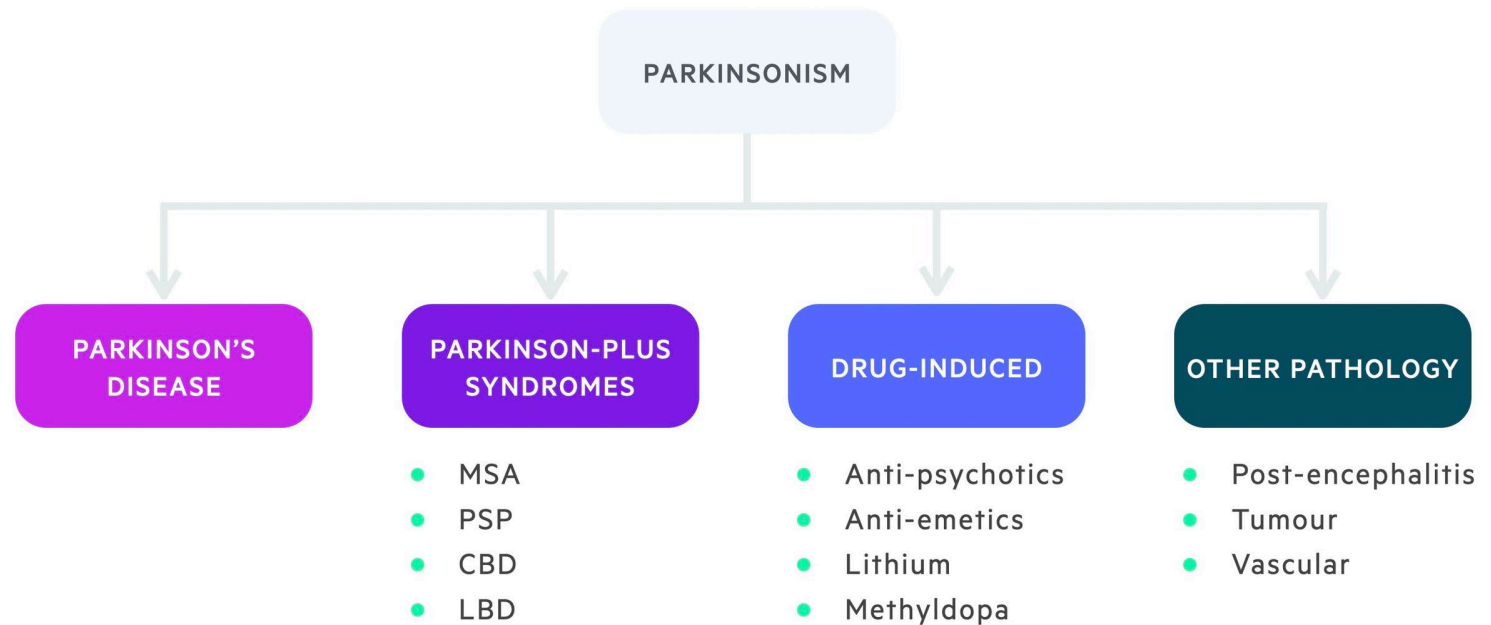 PARKINSONISM
PARKINSON’S
DISEASE
PARKINSON-PLUS
SYNDROMES
MSA
PSP
CBD
LBD
DRUG-INDUCED
Anti-psychotics
Anti-emetics
Lithium
Methyldopa
OTHER PATHOLOGY
Post-encephalitis
Tumour
Vascular